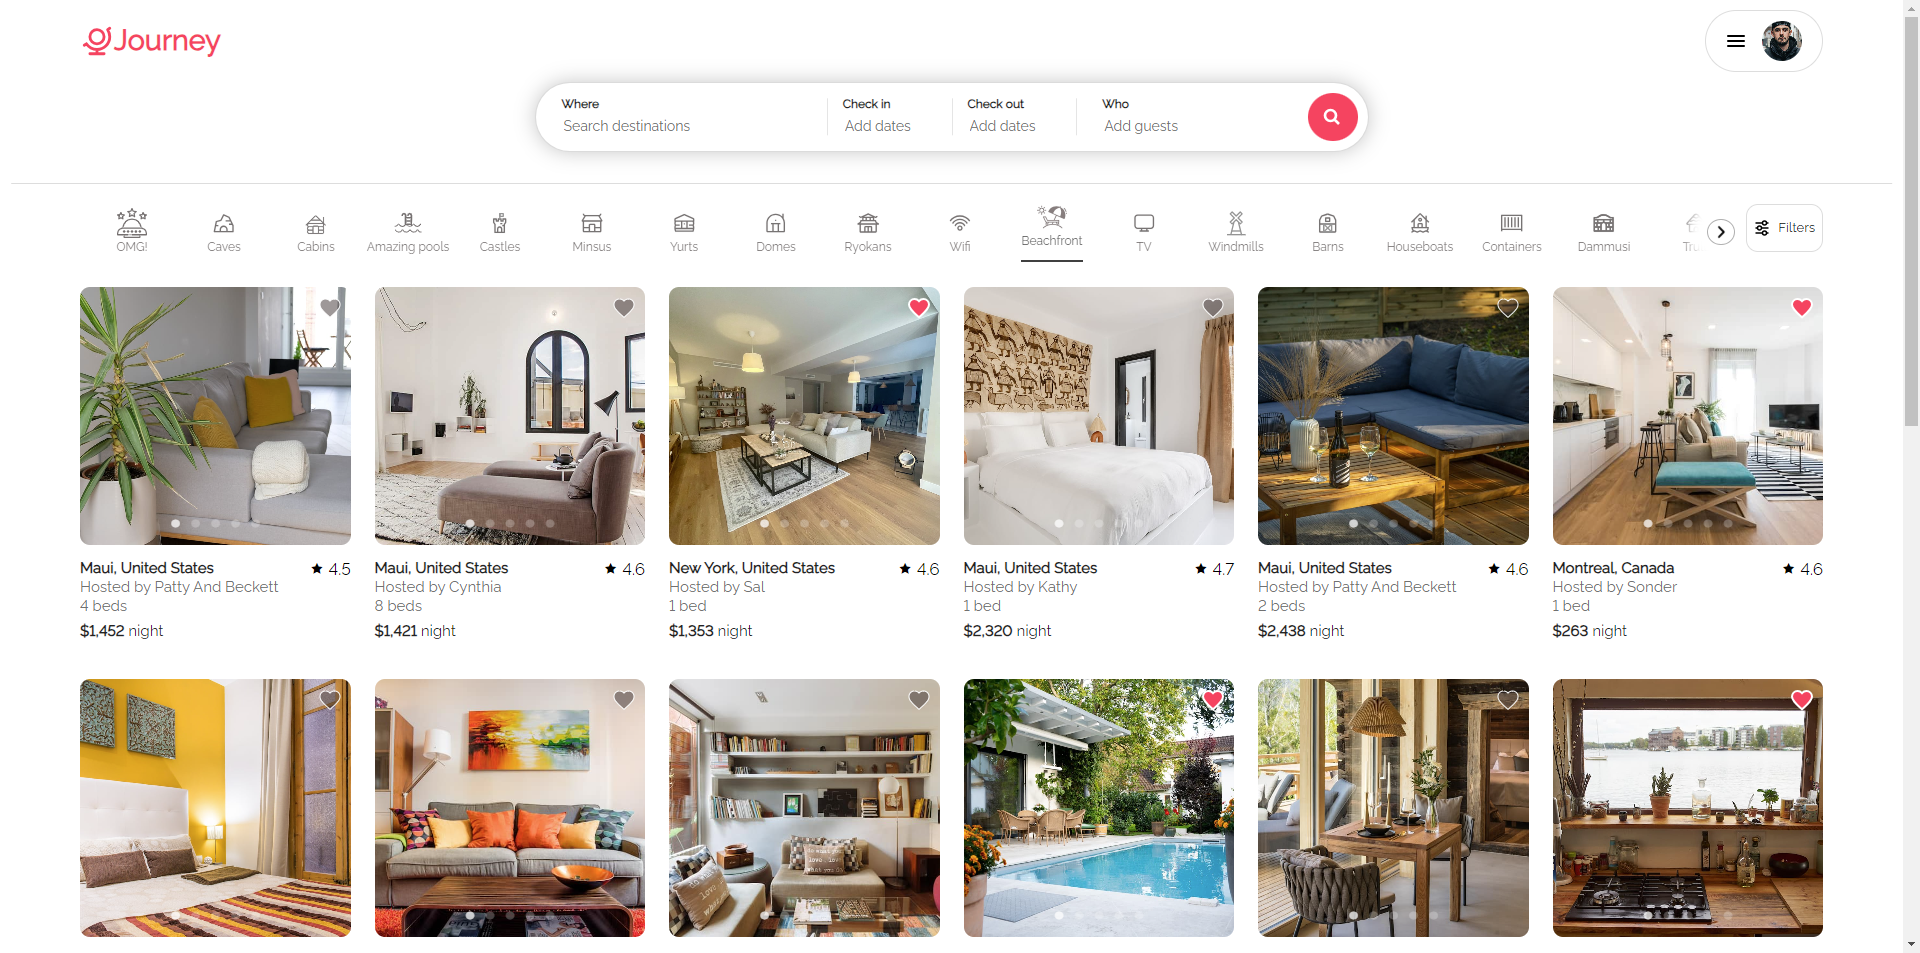 Journey
Where
Search destinations
Check in
Add dates
Check out
Add dates
Who
Add guests
OMG!
Caves
Cabins
Amazing pools
Castles
Minsus
Yurts
Domes
Ryokans
Wifi
Beachfront
TV
Windmills
Barns
Houseboats
Containers
Dammusi
Filters
Maui, United States
4.5
Hosted by Patty And Beckett
4 beds
$1,452 night
Maui, United States
4.6
Hosted by Cynthia
8 beds
$1,421 night
New York, United States
4.6
Hosted by Sal
1 bed
$1,353 night
Maui, United States
4.7
Hosted by Kathy
1 bed
$2,320 night
Maui, United States
4.6
Hosted by Patty And Beckett
2 beds
$2,438 night
Montreal, Canada
4.6
Hosted by Sonder
1 bed
$263 night